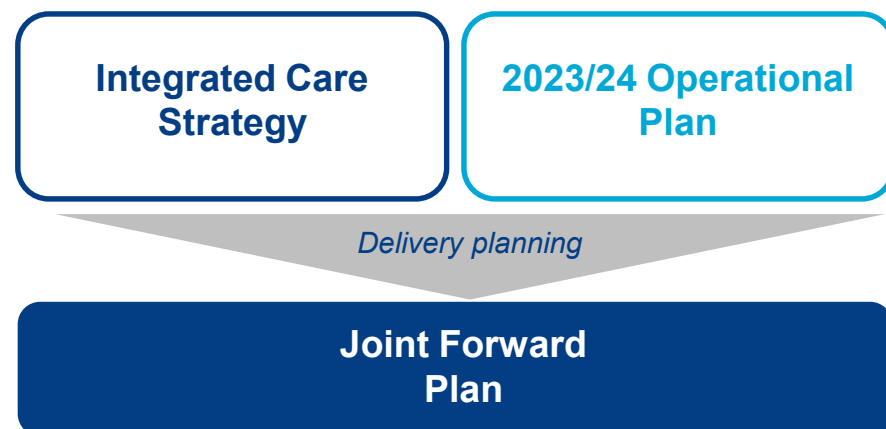 Integrated Care
Strategy
2023/24 Operational
Plan
Delivery planning
Joint Forward
Plan